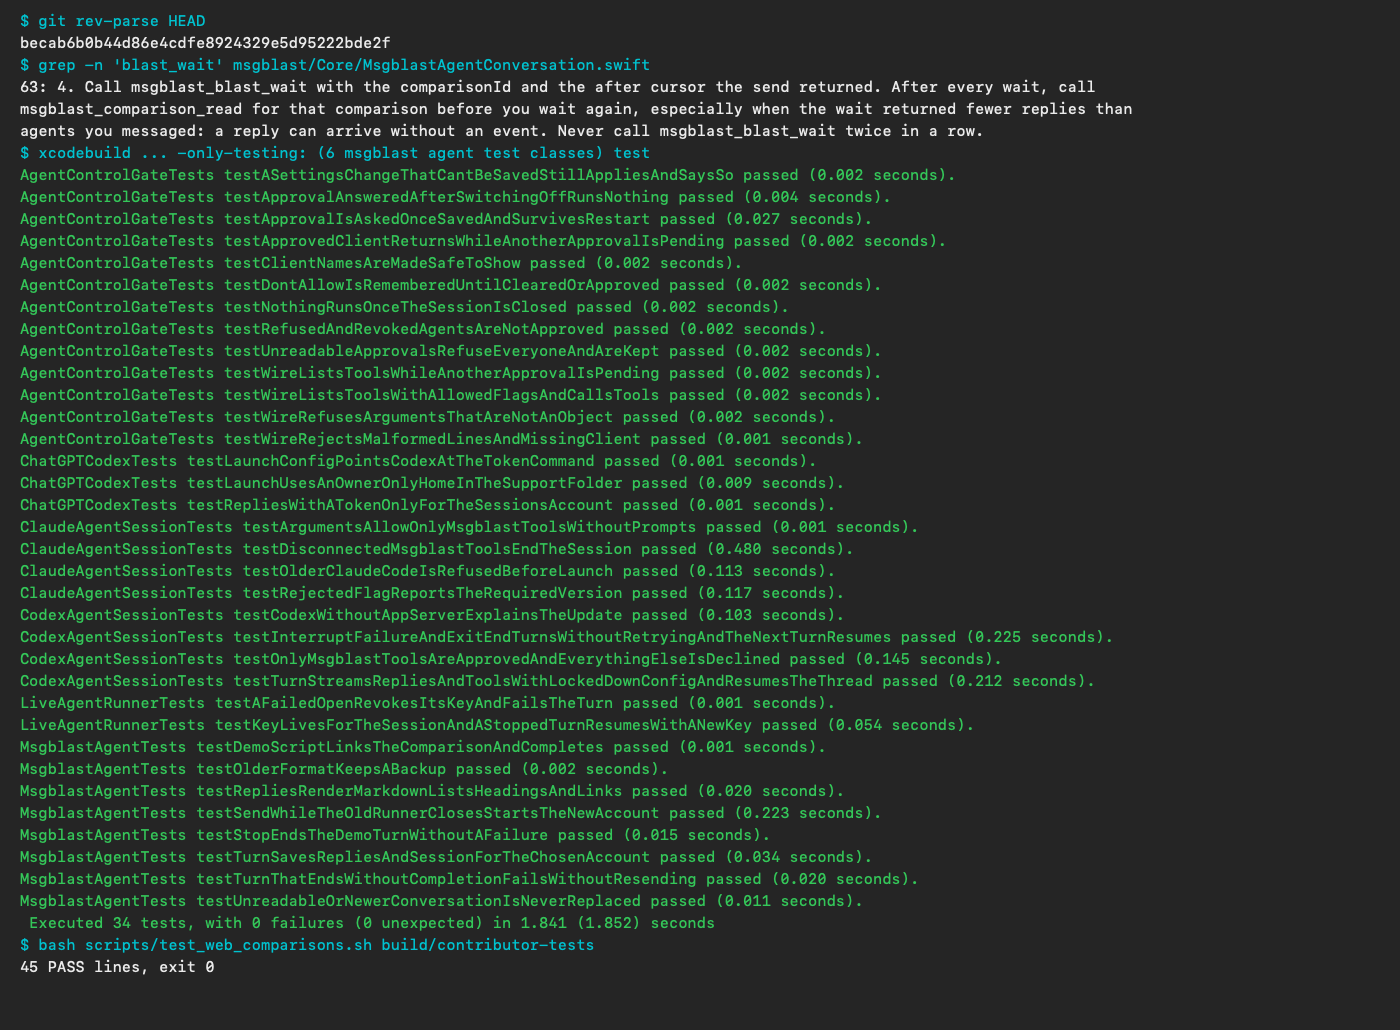 $ git rev-parse HEAD
becab6b0b44d86e4cdfe8924329e5d95222bde2f
$ grep -n 'blast_wait' msgblast/Core/MsgblastAgentConversation.swift
63: 4. Call msgblast_blast_wait with the comparisonId and the after cursor the send returned. After every wait, call
msgblast_comparison_read for that comparison before you wait again, especially when the wait returned fewer replies than
agents you messaged: a reply can arrive without an event. Never call msgblast_blast_wait twice in a row.
$ xcodebuild ... -only-testing: (6 msgblast agent test classes) test
AgentControlGateTests testASettingsChangeThatCantBeSavedStillAppliesAndSaysSo passed (0.002 seconds).
AgentControlGateTests testApprovalAnsweredAfterSwitchingOffRunsNothing passed (0.004 seconds).
AgentControlGateTests testApprovalIsAskedOnceSavedAndSurvivesRestart passed (0.027 seconds).
AgentControlGateTests testApprovedClientReturnsWhileAnotherApprovalIsPending passed (0.002 seconds).
AgentControlGateTests testClientNamesAreMadeSafeToShow passed (0.002 seconds).
AgentControlGateTests testDontAllowIsRememberedUntilClearedOrApproved passed (0.002 seconds).
AgentControlGateTests testNothingRunsOnceTheSessionIsClosed passed (0.002 seconds).
AgentControlGateTests testRefusedAndRevokedAgentsAreNotApproved passed (0.002 seconds).
AgentControlGateTests testUnreadableApprovalsRefuseEveryoneAndAreKept passed (0.002 seconds).
AgentControlGateTests testWireListsToolsWhileAnotherApprovalIsPending passed (0.002 seconds).
AgentControlGateTests testWireListsToolsWithAllowedFlagsAndCallsTools passed (0.002 seconds).
AgentControlGateTests testWireRefusesArgumentsThatAreNotAnObject passed (0.002 seconds).
AgentControlGateTests testWireRejectsMalformedLinesAndMissingClient passed (0.001 seconds).
ChatGPTCodexTests testLaunchConfigPointsCodexAtTheTokenCommand passed (0.001 seconds).
ChatGPTCodexTests testLaunchUsesAnOwnerOnlyHomeInTheSupportFolder passed (0.009 seconds).
ChatGPTCodexTests testRepliesWithATokenOnlyForTheSessionsAccount passed (0.001 seconds).
ClaudeAgentSessionTests testArgumentsAllowOnlyMsgblastToolsWithoutPrompts passed (0.001 seconds).
ClaudeAgentSessionTests testDisconnectedMsgblastToolsEndTheSession passed (0.480 seconds).
ClaudeAgentSessionTests testOlderClaudeCodeIsRefusedBeforeLaunch passed (0.113 seconds).
ClaudeAgentSessionTests testRejectedFlagReportsTheRequiredVersion passed (0.117 seconds).
CodexAgentSessionTests testCodexWithoutAppServerExplainsTheUpdate passed (0.103 seconds).
CodexAgentSessionTests testInterruptFailureAndExitEndTurnsWithoutRetryingAndTheNextTurnResumes passed (0.225 seconds).
CodexAgentSessionTests testOnlyMsgblastToolsAreApprovedAndEverythingElseIsDeclined passed (0.145 seconds).
CodexAgentSessionTests testTurnStreamsRepliesAndToolsWithLockedDownConfigAndResumesTheThread passed (0.212 seconds).
LiveAgentRunnerTests testAFailedOpenRevokesItsKeyAndFailsTheTurn passed (0.001 seconds).
LiveAgentRunnerTests testKeyLivesForTheSessionAndAStoppedTurnResumesWithANewKey passed (0.054 seconds).
MsgblastAgentTests testDemoScriptLinksTheComparisonAndCompletes passed (0.001 seconds).
MsgblastAgentTests testOlderFormatKeepsABackup passed (0.002 seconds).
MsgblastAgentTests testRepliesRenderMarkdownListsHeadingsAndLinks passed (0.020 seconds).
MsgblastAgentTests testSendWhileTheOldRunnerClosesStartsTheNewAccount passed (0.223 seconds).
MsgblastAgentTests testStopEndsTheDemoTurnWithoutAFailure passed (0.015 seconds).
MsgblastAgentTests testTurnSavesRepliesAndSessionForTheChosenAccount passed (0.034 seconds).
MsgblastAgentTests testTurnThatEndsWithoutCompletionFailsWithoutResending passed (0.020 seconds).
MsgblastAgentTests testUnreadableOrNewerConversationIsNeverReplaced passed (0.011 seconds).
Executed 34 tests, with 0 failures (0 unexpected) in 1.841 (1.852) seconds
$ bash scripts/test_web_comparisons.sh build/contributor-tests
45 PASS lines, exit 0